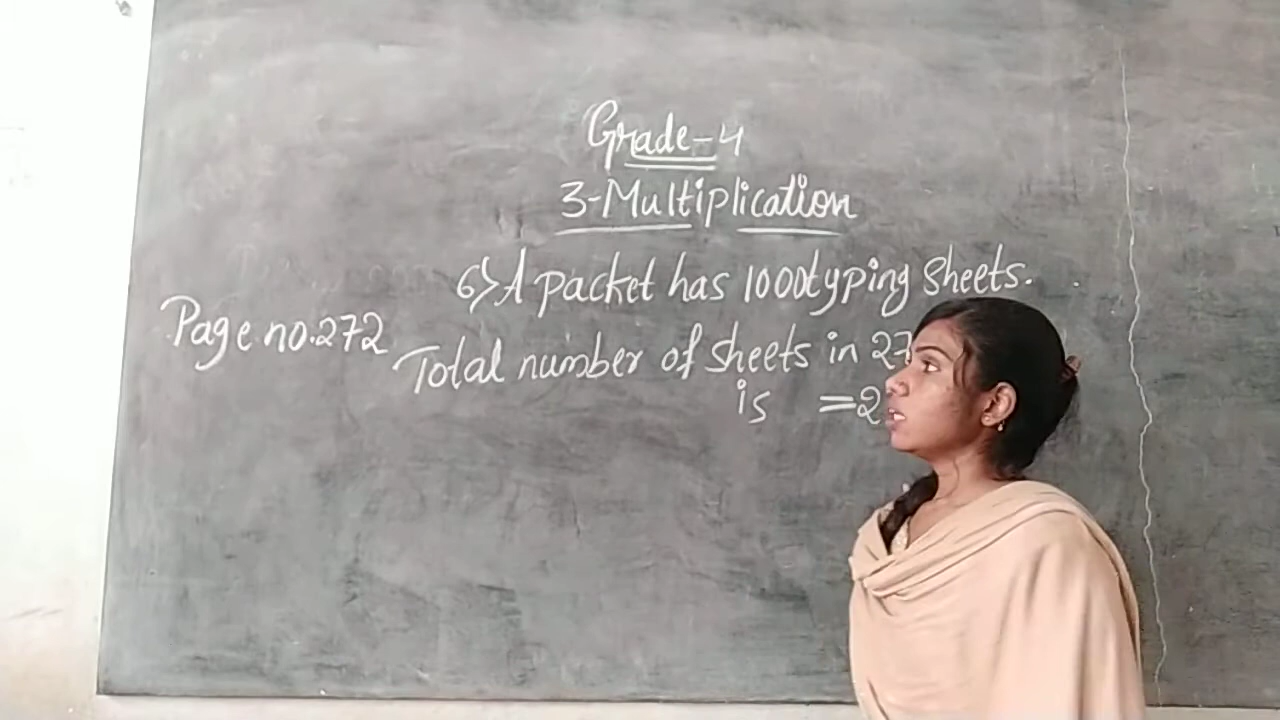 Grade-4
3-Multiplication
6) A packet has 1000 typing sheets.
Page no.272
Total number of sheets in 27
is = 2